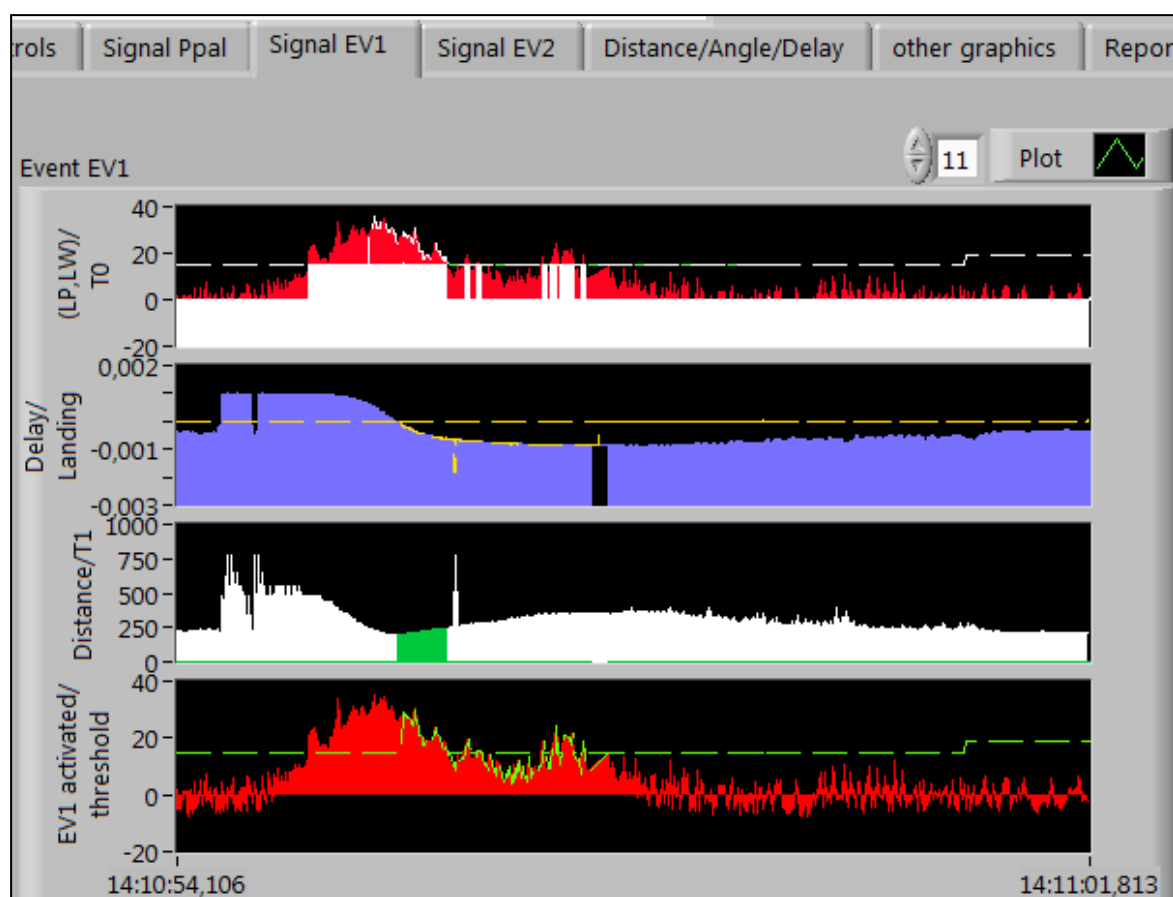 rols Signal Ppal Signal EV1 Signal EV2 Distance/Angle/Delay other graphics Repor
11 Plot
Event EV1
(LP,LW)/
T0
40
20
0
-20
Delay/
Landing
0,002
-0,001
-0,003
Distance/T1
1000
750
500
250
0
EV1 activated/
threshold
40
20
0
-20
14:10:54,106 14:11:01,813